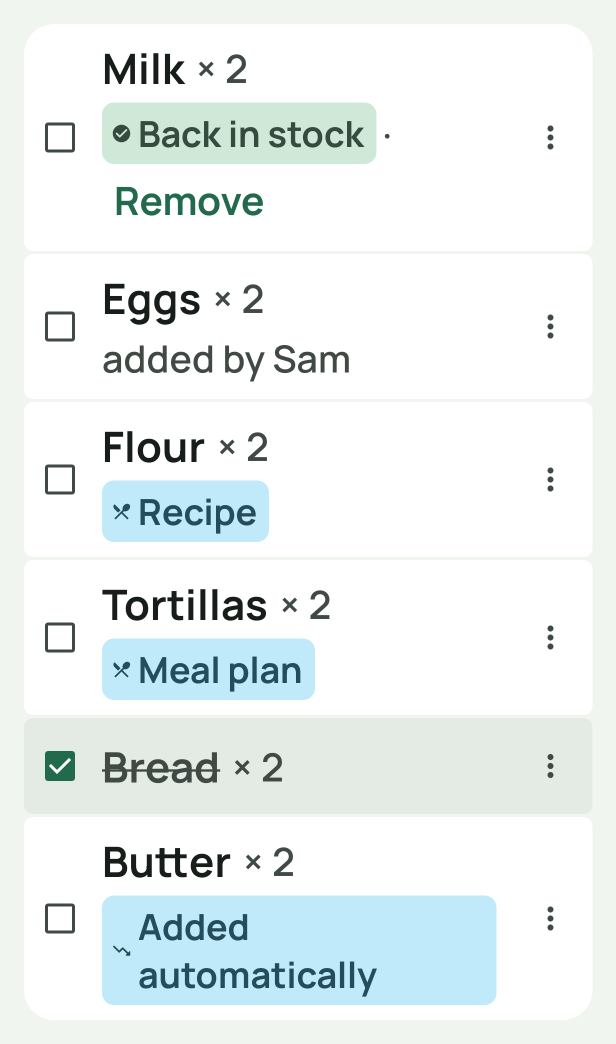 Milk × 2
Back in stock ·
Remove
Eggs × 2
added by Sam
Flour × 2
Recipe
Tortillas × 2
Meal plan
Bread × 2
Butter × 2
Added
automatically